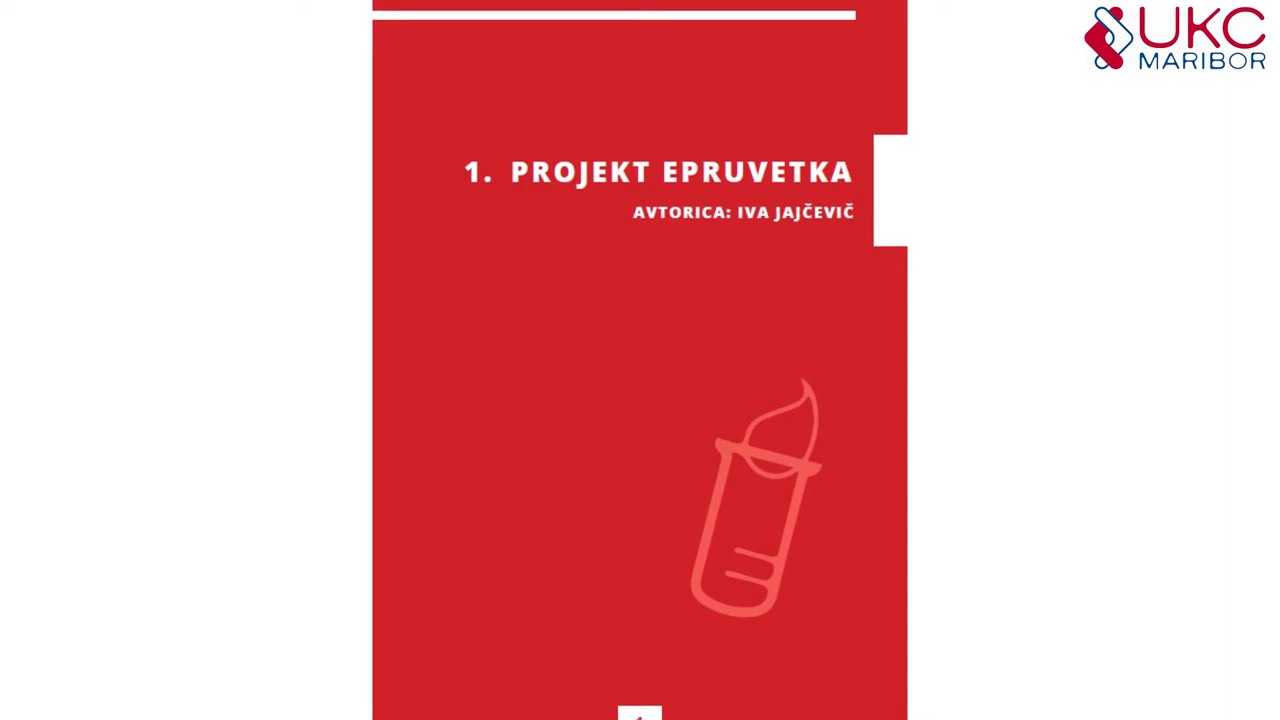 UKC
MARIBOR
1. PROJEKT EPRUVETKA
AVTORICA: IVA JAJČEVIČ